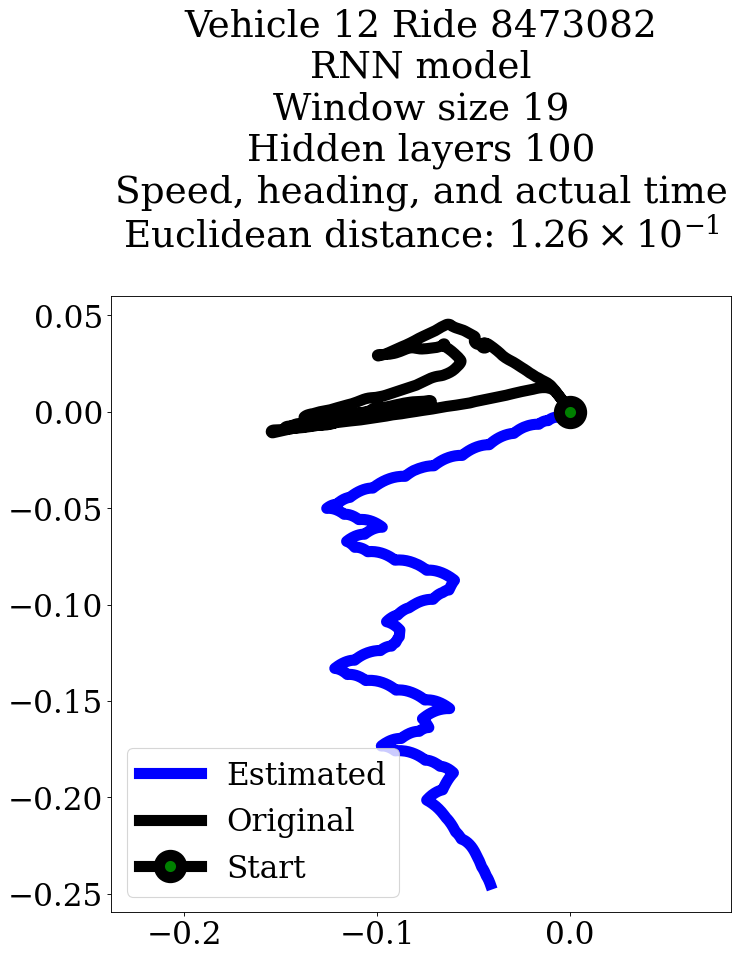 Vehicle 12 Ride 8473082
RNN model
Window size 19
Hidden layers 100
Speed, heading, and actual time
Euclidean distance: 1.26 × 10⁻¹
0.05
0.00
−0.05
−0.10
−0.15
−0.20
−0.25
Estimated
Original
Start
−0.2 −0.1 0.0